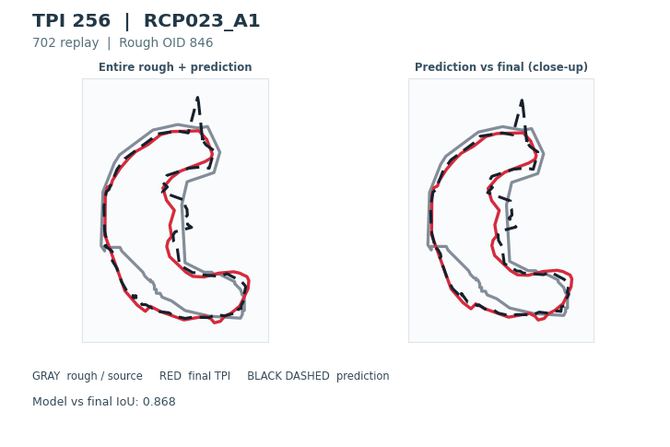 TPI 256 | RCP023_A1
702 replay | Rough OID 846
Entire rough + prediction
Prediction vs final (close-up)
GRAY rough / source RED final TPI BLACK DASHED prediction
Model vs final IoU: 0.868